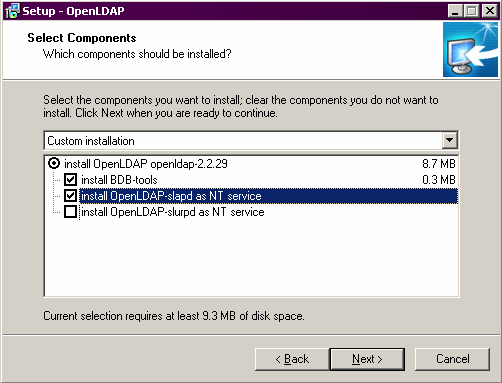 Setup - OpenLDAP
Select Components
Which components should be installed?
Select the components you want to install; clear the components you do not want to
install. Click Next when you are ready to continue.
Custom installation
install OpenLDAP openldap-2.2.29 8.7 MB
install BDB-tools 0.3 MB
install OpenLDAP-slapd as NT service
install OpenLDAP-slurpd as NT service
Current selection requires at least 9.3 MB of disk space.
< Back Next > Cancel